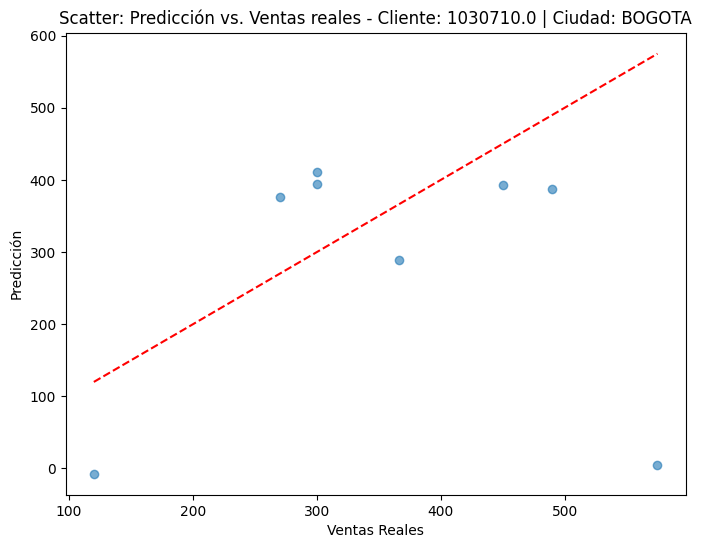 Scatter: Predicción vs. Ventas reales - Cliente: 1030710.0 | Ciudad: BOGOTA
600
500
400
300
200
100
0
Predicción
100 200 300 400 500
Ventas Reales